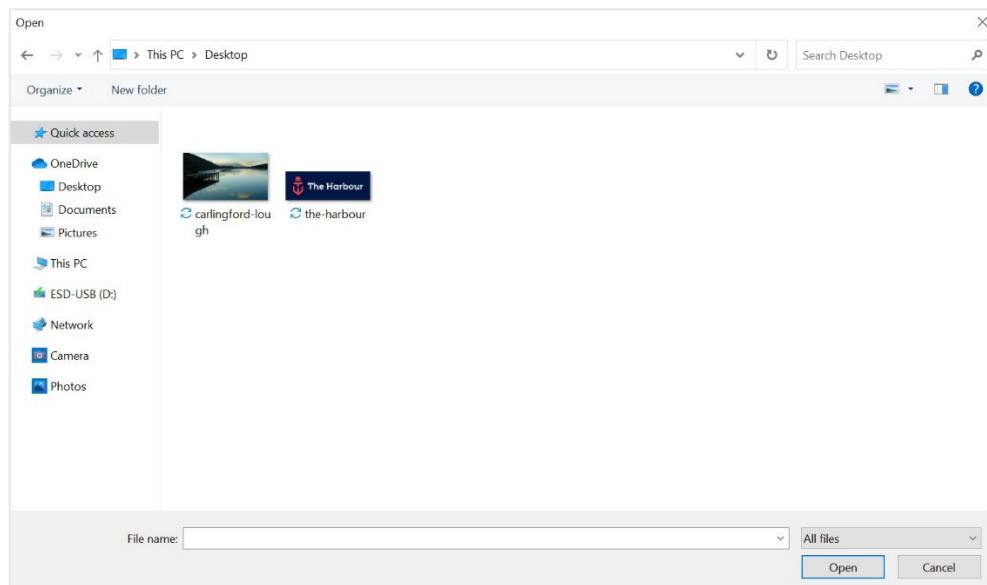 Open
This PC > Desktop
Search Desktop
Organize
New folder
Quick access
OneDrive
Desktop
Documents
Pictures
This PC
ESD-USB (D:)
Network
Camera
Photos
The Harbour
carlingford-lou
gh
the-harbour
File name:
All files
Open
Cancel